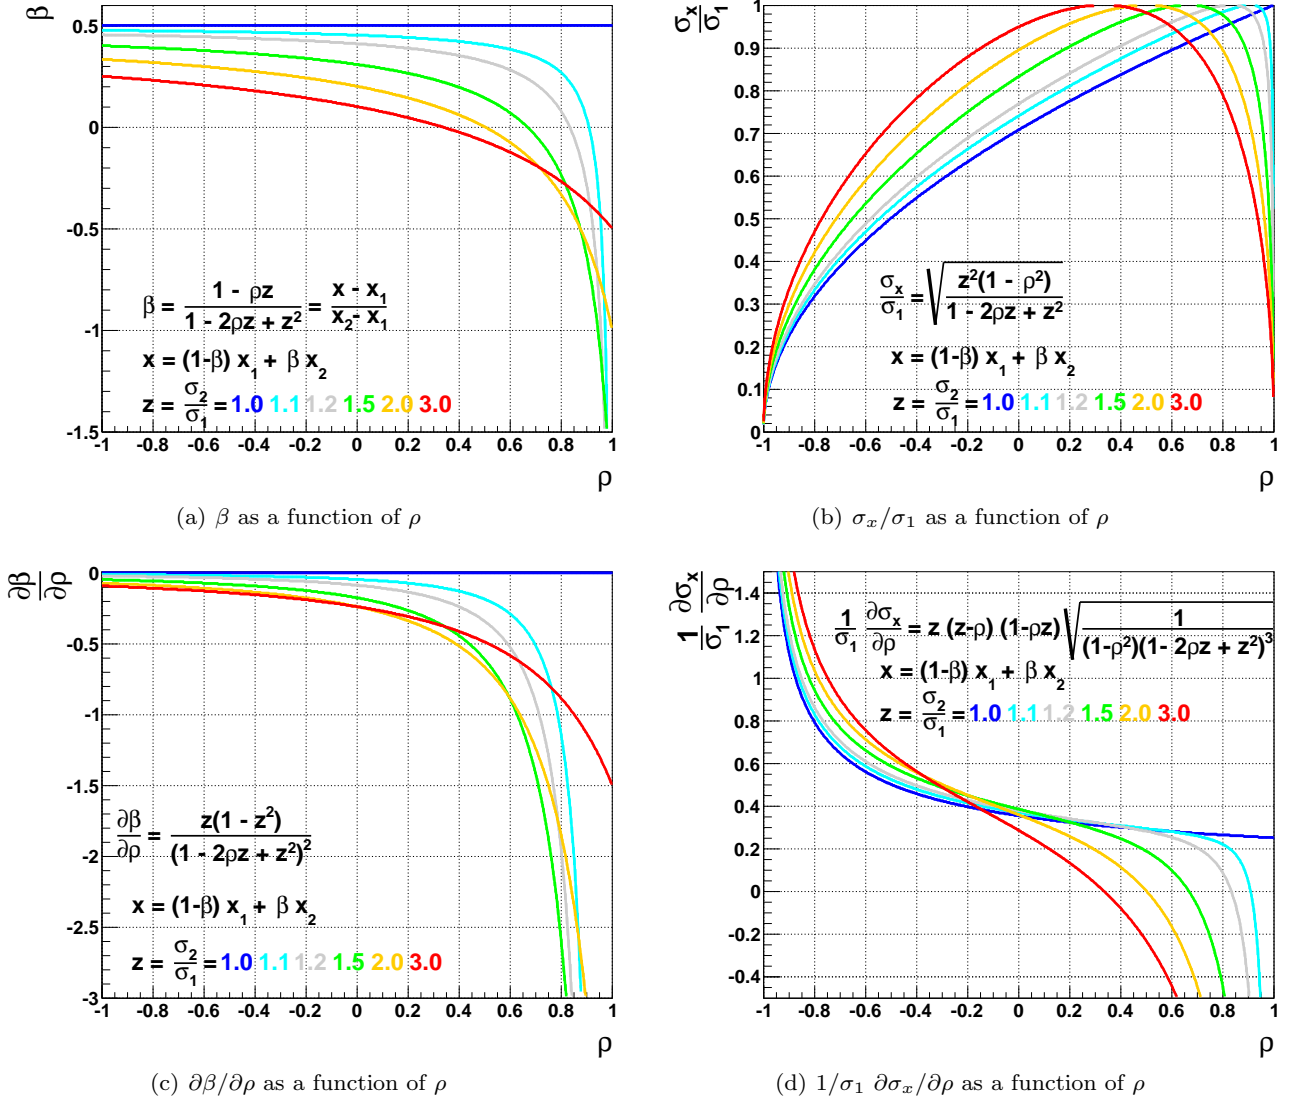 β
0.5
0
-0.5
-1
-1.5
β = (1 - ρz) / (1 - 2ρz + z²) = (x - x₁) / (x₂- x₁)
x = (1-β) x₁ + β x₂
z = σ₂/σ₁ = 1.0 1.1 1.2 1.5 2.0 3.0
-1 -0.8 -0.6 -0.4 -0.2 0 0.2 0.4 0.6 0.8 1
ρ
(a) β as a function of ρ
σₓ/σ₁
1
0.9
0.8
0.7
0.6
0.5
0.4
0.3
0.2
0.1
0
σₓ/σ₁ = √(z²(1 - ρ²) / (1 - 2ρz + z²))
x = (1-β) x₁ + β x₂
z = σ₂/σ₁ = 1.0 1.1 1.2 1.5 2.0 3.0
-1 -0.8 -0.6 -0.4 -0.2 0 0.2 0.4 0.6 0.8 1
ρ
(b) σₓ/σ₁ as a function of ρ
∂β/∂ρ
0
-0.5
-1
-1.5
-2
-2.5
-3
∂β/∂ρ = z(1 - z²) / (1 - 2ρz + z²)²
x = (1-β) x₁ + β x₂
z = σ₂/σ₁ = 1.0 1.1 1.2 1.5 2.0 3.0
-1 -0.8 -0.6 -0.4 -0.2 0 0.2 0.4 0.6 0.8 1
ρ
(c) ∂β/∂ρ as a function of ρ
1/σ₁ ∂σₓ/∂ρ
1.4
1.2
1
0.8
0.6
0.4
0.2
0
-0.2
-0.4
1/σ₁ ∂σₓ/∂ρ = z (z-ρ) (1-ρz) √(1 / ((1-ρ²)(1- 2ρz + z²)³))
x = (1-β) x₁ + β x₂
z = σ₂/σ₁ = 1.0 1.1 1.2 1.5 2.0 3.0
-1 -0.8 -0.6 -0.4 -0.2 0 0.2 0.4 0.6 0.8 1
ρ
(d) 1/σ₁ ∂σₓ/∂ρ as a function of ρ